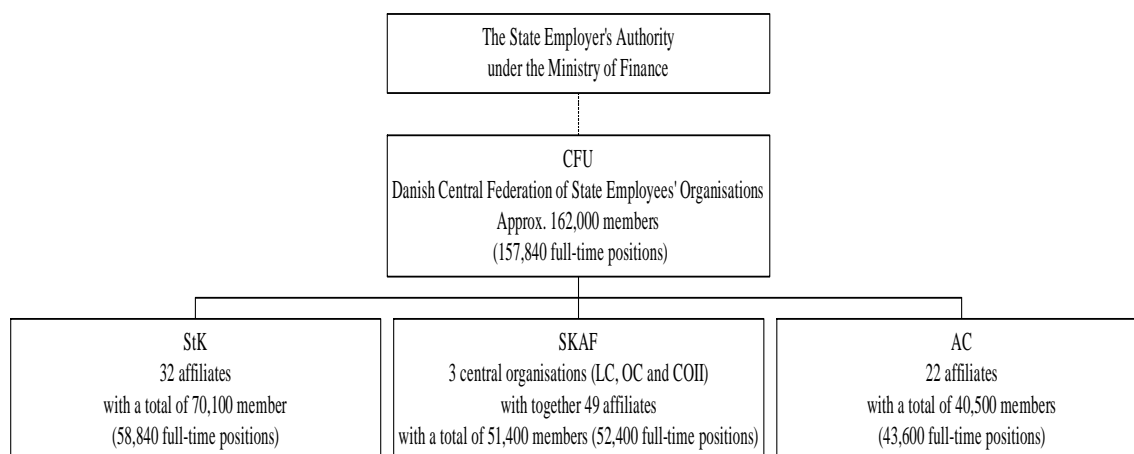 The State Employer's Authority
under the Ministry of Finance
CFU
Danish Central Federation of State Employees' Organisations
Approx. 162,000 members
(157,840 full-time positions)
StK
32 affiliates
with a total of 70,100 member
(58,840 full-time positions)
SKAF
3 central organisations (LC, OC and COII)
with together 49 affiliates
with a total of 51,400 members (52,400 full-time positions)
AC
22 affiliates
with a total of 40,500 members
(43,600 full-time positions)